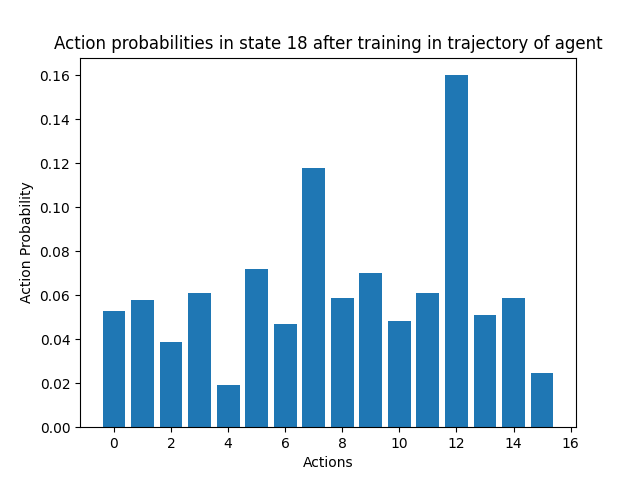 Action probabilities in state 18 after training in trajectory of agent
0.16
0.14
0.12
0.10
0.08
0.06
0.04
0.02
0.00
Action Probability
0 2 4 6 8 10 12 14 16
Actions